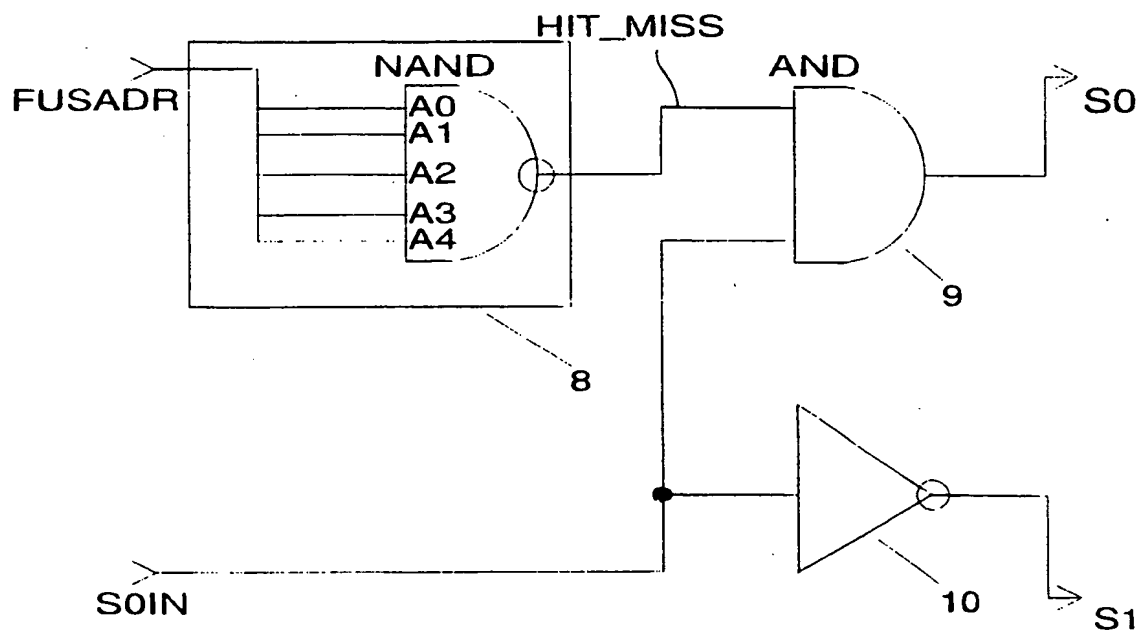 HIT_MISS
NAND
AND
FUSADR
S0
A0
A1
A2
A3
A4
9
8
10
S0IN
S1